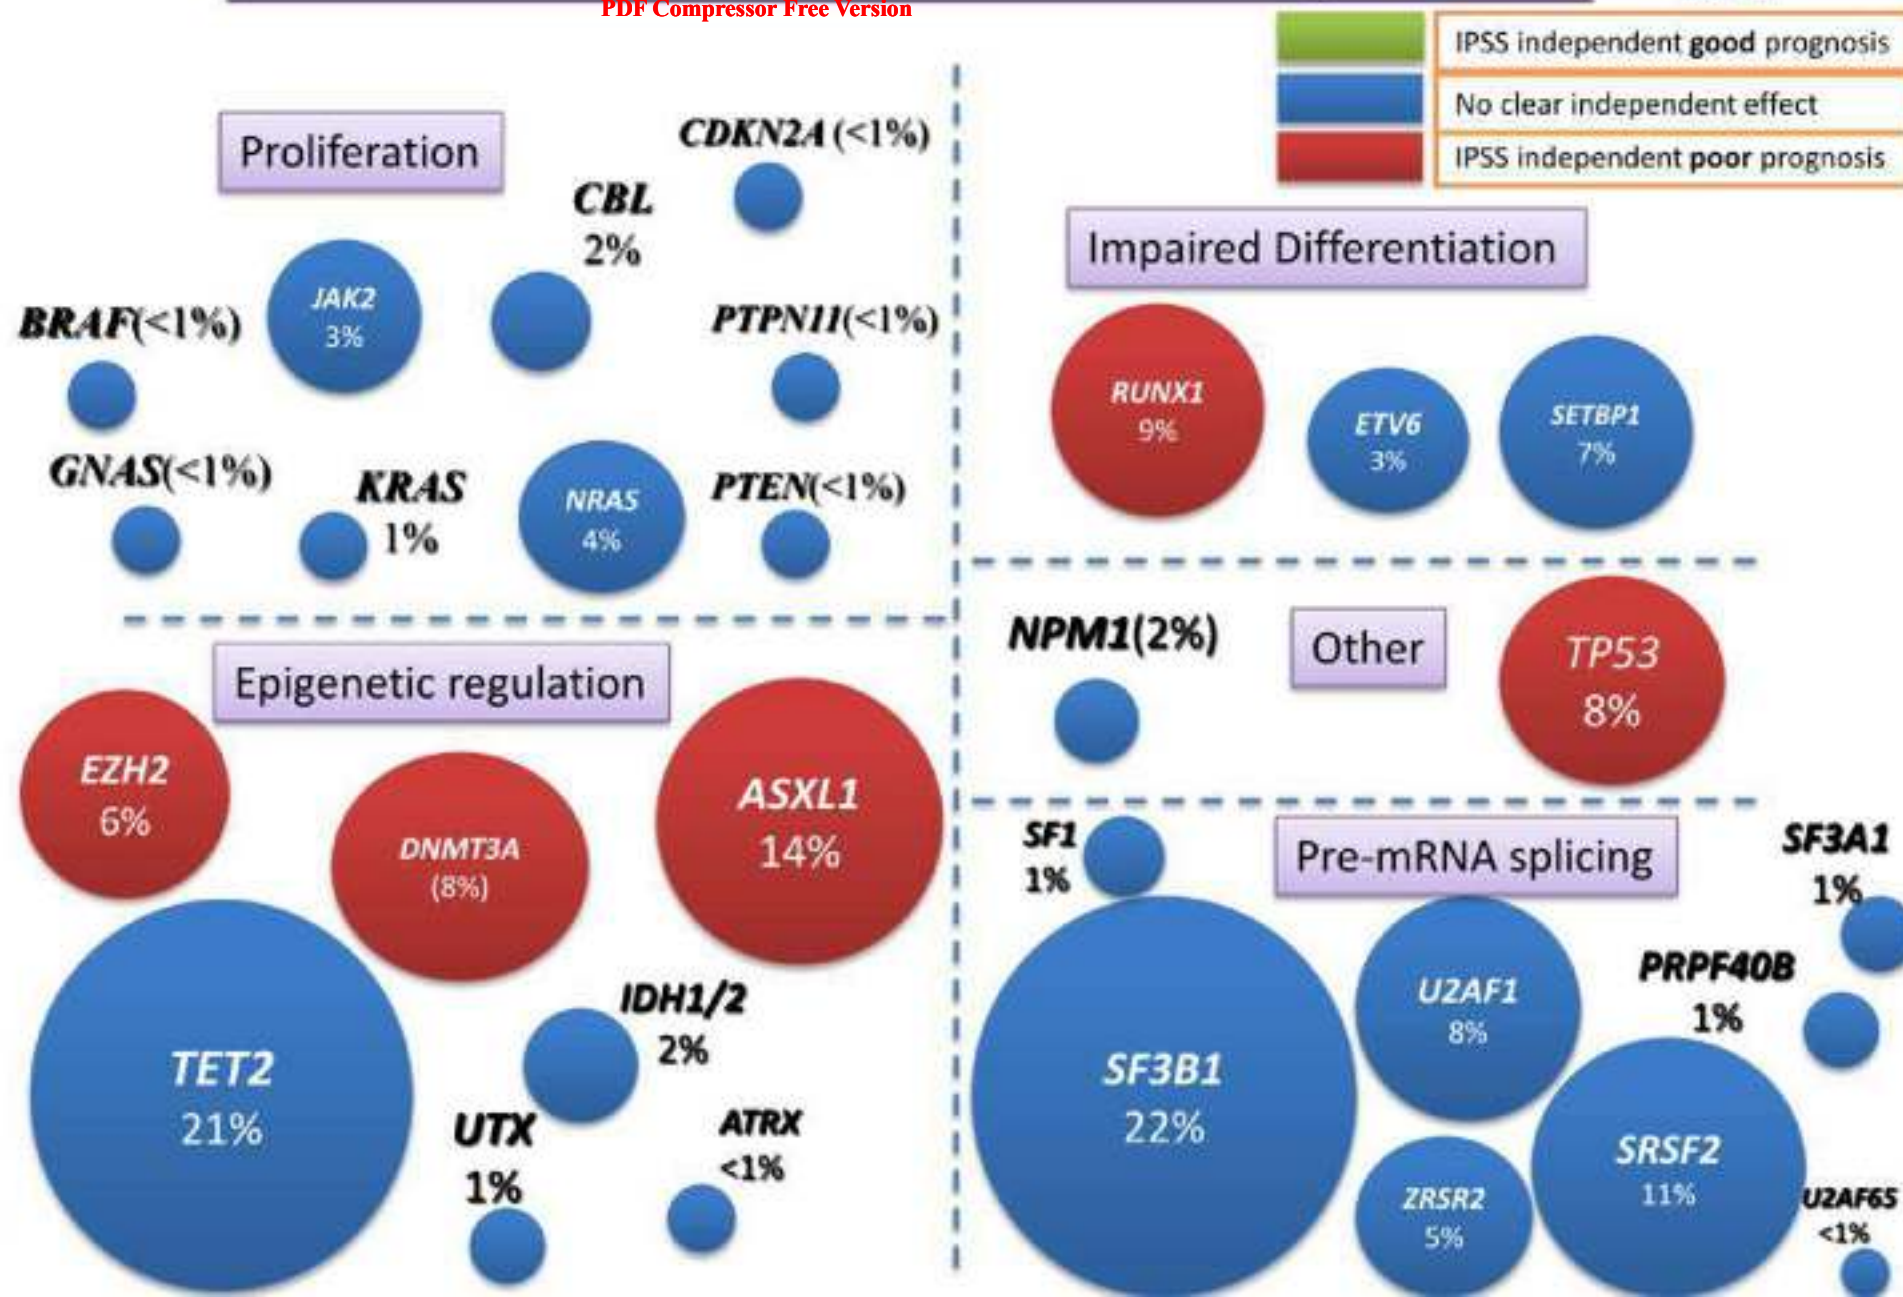 PDF Compressor Free Version
IPSS independent good prognosis
No clear independent effect
IPSS independent poor prognosis
Proliferation
CDKN2A (<1%)
CBL
2%
JAK2
3%
BRAF(<1%)
PTPN11(<1%)
GNAS(<1%)
KRAS
1%
NRAS
4%
PTEN(<1%)
Impaired Differentiation
RUNX1
9%
ETV6
3%
SETBP1
7%
Epigenetic regulation
EZH2
6%
DNMT3A
(8%)
ASXL1
14%
TET2
21%
IDH1/2
2%
UTX
1%
ATRX
<1%
NPM1(2%)
Other
TP53
8%
SF1
1%
Pre-mRNA splicing
SF3A1
1%
U2AF1
8%
PRPF40B
1%
SF3B1
22%
SRSF2
11%
ZRSR2
5%
U2AF65
<1%